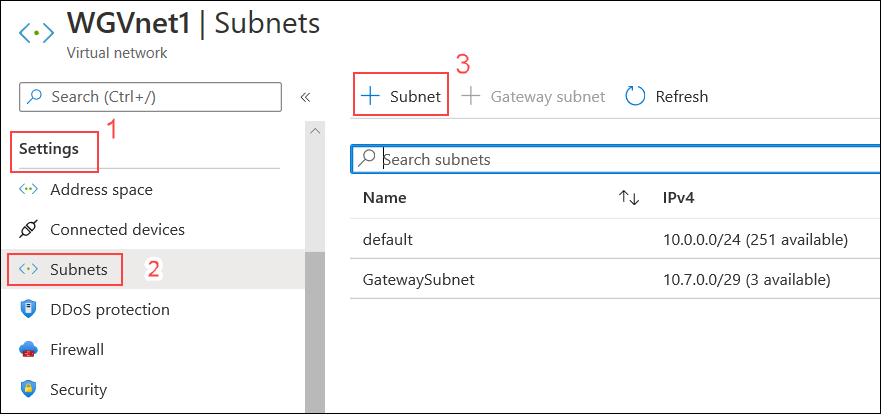 WGVnet1 | Subnets
Virtual network
Search (Ctrl+/)
«
1
Settings
Address space
Connected devices
Subnets
2
DDoS protection
Firewall
Security
3
+ Subnet
+ Gateway subnet
Refresh
Search subnets
Name ↑↓ IPv4
default 10.0.0.0/24 (251 available)
GatewaySubnet 10.7.0.0/29 (3 available)